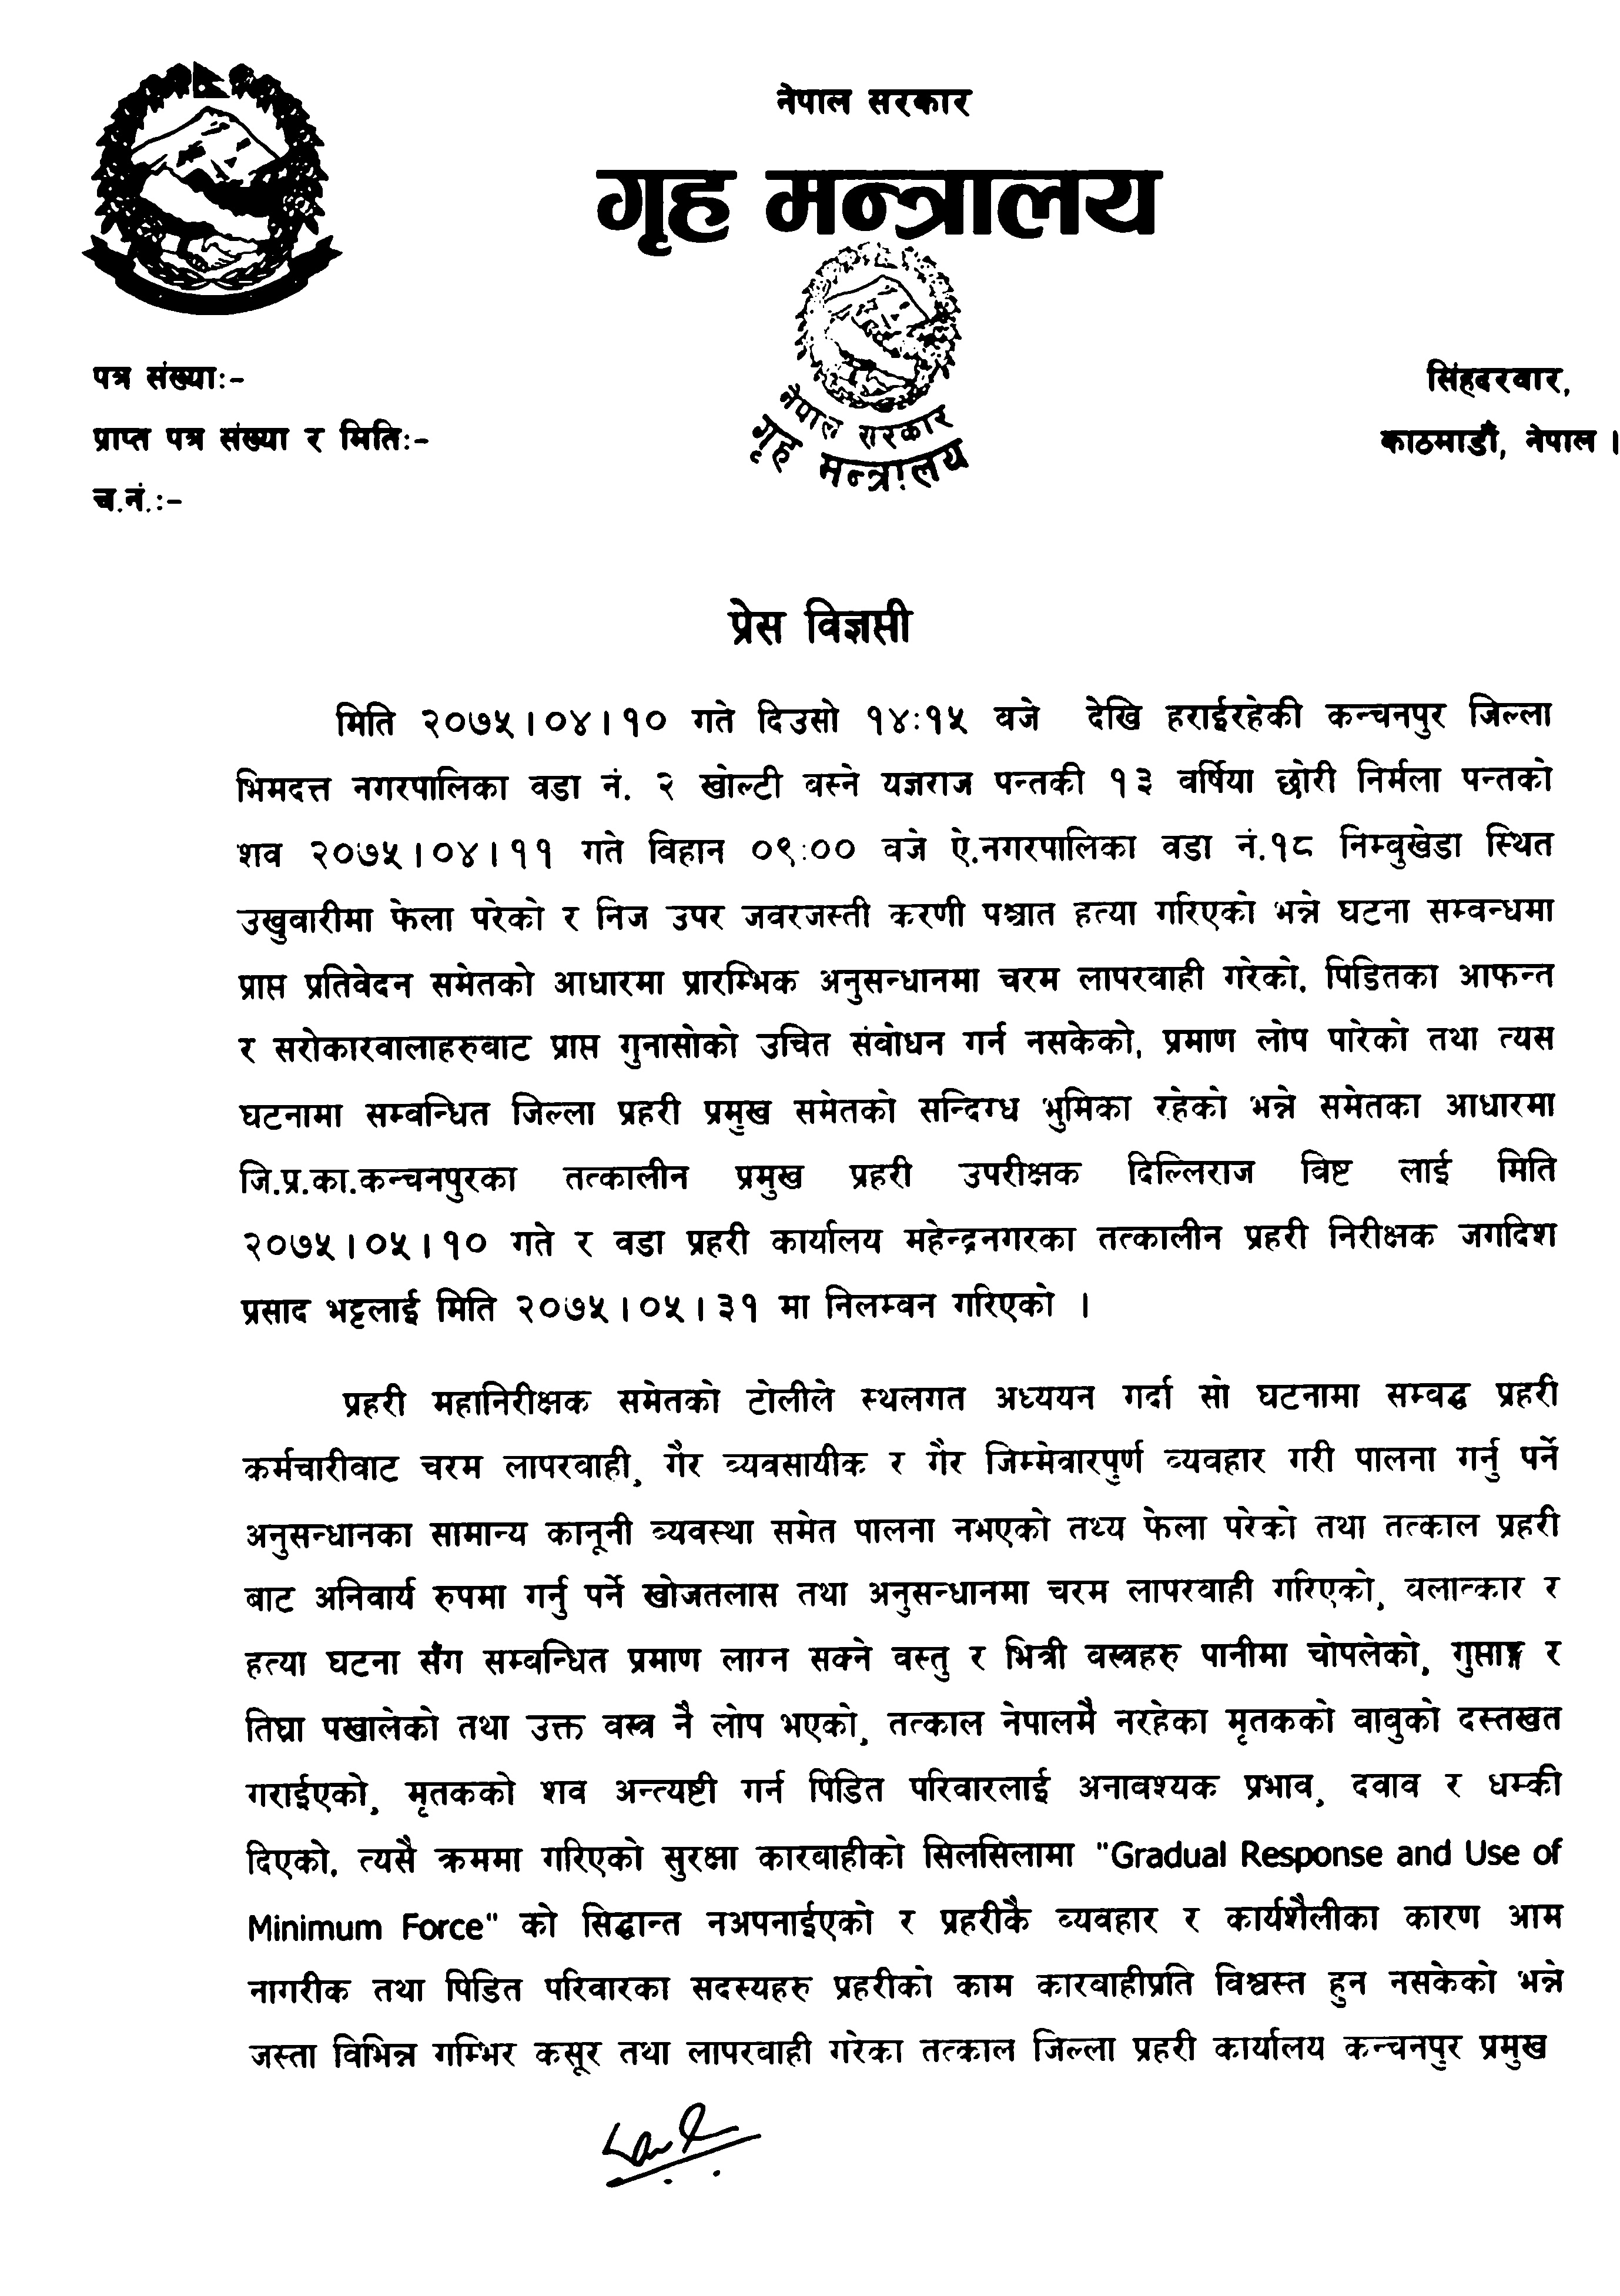 नेपाल सरकार
गृह मन्त्रालय
नेपाल सरकार
गृह मन्त्रालय
पत्र संख्याः-
प्राप्त पत्र संख्या र मितिः-
च.नं.:-
सिंहदरवार,
काठमाडौं, नेपाल ।
प्रेस विज्ञप्ती
मिति २०७५।०४।१० गते दिउसो १४:१५ वजे देखि हराईरहेकी कन्चनपुर जिल्ला
भिमदत्त नगरपालिका वडा नं. २ खोल्टी वस्ने यज्ञराज पन्तकी १३ वर्षिया छोरी निर्मला पन्तको
शव २०७५।०४।११ गते विहान ०९:०० वजे ऐ.नगरपालिका वडा नं.१८ निम्बुखेडा स्थित
उखुवारीमा फेला परेको र निज उपर जवरजस्ती करणी पश्चात हत्या गरिएको भन्ने घटना सम्वन्धमा
प्राप्त प्रतिवेदन समेतको आधारमा प्रारम्भिक अनुसन्धानमा चरम लापरवाही गरेको, पिडितका आफन्त
र सरोकारवालाहरुबाट प्राप्त गुनासोको उचित संवोधन गर्न नसकेको, प्रमाण लोप पारेको तथा त्यस
घटनामा सम्वन्धित जिल्ला प्रहरी प्रमुख समेतको सन्दिग्ध भुमिका रहेको भन्ने समेतका आधारमा
जि.प्र.का.कन्चनपुरका तत्कालीन प्रमुख प्रहरी उपरीक्षक दिल्लिराज विष्ट लाई मिति
२०७५।०५।१० गते र वडा प्रहरी कार्यालय महेन्द्रनगरका तत्कालीन प्रहरी निरीक्षक जगदिश
प्रसाद भट्टलाई मिति २०७५।०५।३१ मा निलम्वन गरिएको ।
प्रहरी महानिरीक्षक समेतको टोलीले स्थलगत अध्ययन गर्दा सो घटनामा सम्वद्ध प्रहरी
कर्मचारीवाट चरम लापरवाही, गैर व्यवसायीक र गैर जिम्मेवारपुर्ण व्यवहार गरी पालना गर्नु पर्ने
अनुसन्धानका सामान्य कानूनी व्यवस्था समेत पालना नभएको तथ्य फेला परेको तथा तत्काल प्रहरी
बाट अनिवार्य रुपमा गर्नु पर्ने खोजतलास तथा अनुसन्धानमा चरम लापरवाही गरिएको, वलात्कार र
हत्या घटना सँग सम्वन्धित प्रमाण लाग्न सक्ने वस्तु र भित्री वस्त्रहरु पानीमा चोपलेको, गुप्ताङ्ग र
तिघ्रा पखालेको तथा उक्त वस्त्र नै लोप भएको, तत्काल नेपालमै नरहेका मृतकको वावुको दस्तखत
गराईएको, मृतकको शव अन्त्यष्टी गर्न पिडित परिवारलाई अनावश्यक प्रभाव, दवाव र धम्की
दिएको, त्यसै क्रममा गरिएको सुरक्षा कारवाहीको सिलसिलामा "Gradual Response and Use of
Minimum Force" को सिद्धान्त नअपनाईएको र प्रहरीकै व्यवहार र कार्यशैलीका कारण आम
नागरीक तथा पिडित परिवारका सदस्यहरु प्रहरीको काम कारवाहीप्रति विश्वस्त हुन नसकेको भन्ने
जस्ता विभिन्न गम्भिर कसूर तथा लापरवाही गरेका तत्काल जिल्ला प्रहरी कार्यालय कन्चनपुर प्रमुख